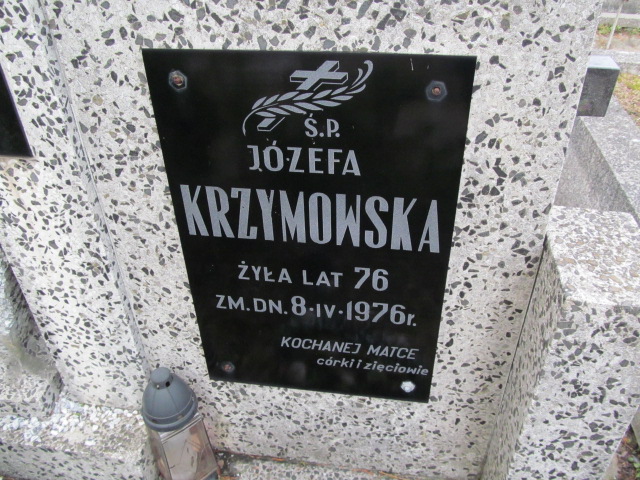 Ś.P.
JÓZEFA
KRZYMOWSKA
ŻYŁA LAT 76
ZM. DN. 8·IV·1976r.
KOCHANEJ MATCE
córki i zięciowie